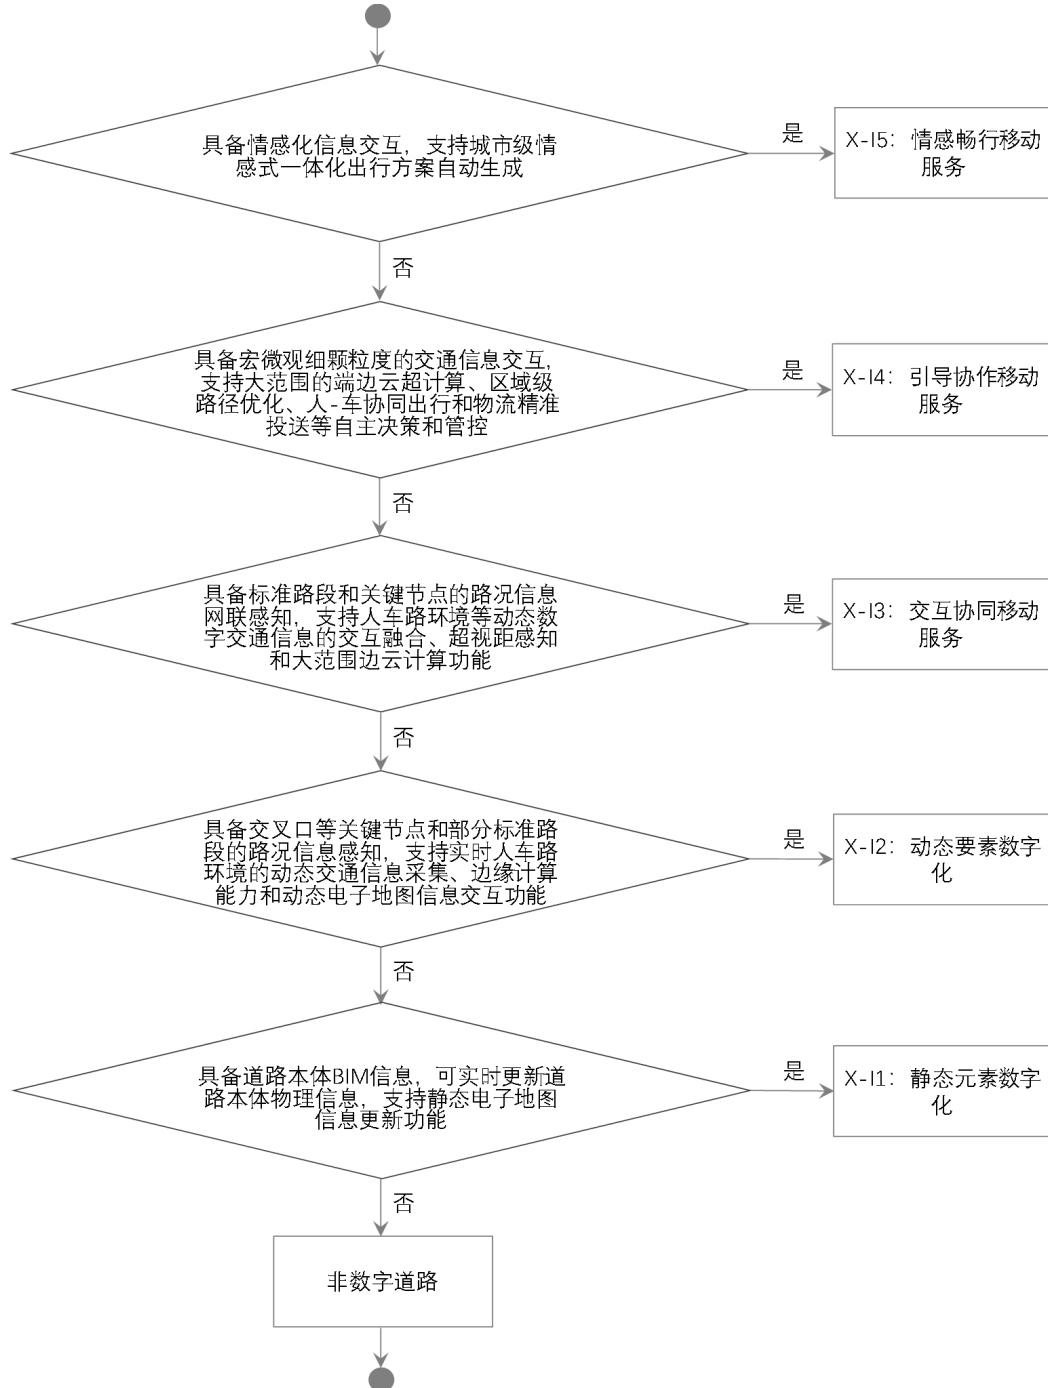 具备情感化信息交互，支持城市级情
感式一体化出行方案自动生成
是
X-I5：情感畅行移动
服务
否
具备宏微观细颗粒度的交通信息交互,
支持大范围的端边云超计算、区域级
路径优化、人-车协同出行和物流精准
投送等自主决策和管控
是
X-I4：引导协作移动
服务
否
具备标准路段和关键节点的路况信息
网联感知，支持人车路环境等动态数
字交通信息的交互融合、超视距感知
和大范围边云计算功能
是
X-I3：交互协同移动
服务
否
具备交叉口等关键节点和部分标准路
段的路况信息感知，支持实时人车路
环境的动态交通信息采集、边缘计算
能力和动态电子地图信息交互功能
是
X-I2：动态要素数字
化
否
具备道路本体BIM信息，可实时更新道
路本体物理信息，支持静态电子地图
信息更新功能
是
X-I1：静态元素数字
化
否
非数字道路